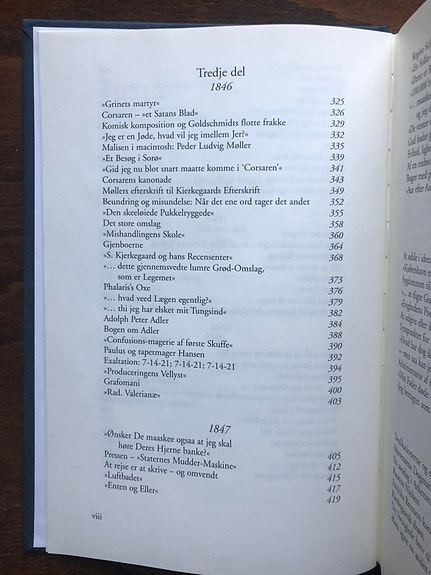 Tredje del
1846
»Grinets martyr« 325
Corsaren – »et Satans Blad« 326
Komisk komposition og Goldschmidts flotte frakke 329
»Jeg er en Jøde, hvad vil jeg imellem Jer?« 332
Malisen i macintosh: Peder Ludvig Møller 335
»Et Besøg i Sorø« 339
»Gid jeg nu blot snart maatte komme i 'Corsaren'« 341
Corsarens kanonade 343
Møllers efterskrift til Kierkegaards Efterskrift 349
Beundring og misundelse: Når det ene ord tager det andet 352
»Den skeeløiede Pukkelryggede« 355
Det store omslag 358
»Mishandlingens Skole« 360
Gjenboerne 364
»S. Kjerkegaard og hans Recensenter« 368
»… dette gjennemsvedte lumre Grød-Omslag,
som er Legemet« 373
Phalaris's Oxe 376
»… hvad veed Lægen egentlig?« 379
»… thi jeg har elsket mit Tungsind« 382
Adolph Peter Adler 384
Bogen om Adler 388
»Confusions-magerie af første Skuffe« 390
Paulus og tapetmager Hansen 392
Exaltation: 7-14-21; 7-14-21; 7-14-21 394
»Produceringens Vellyst« 395
Grafomani 400
»Rad. Valerianæ« 403
1847
»Ønsker De maaskee ogsaa at jeg skal
høre Deres Hjerne banke?« 405
Pressen – »Staternes Mudder-Maskine« 412
At rejse er at skrive – og omvendt 415
»Luftbadet« 417
»Enten og Eller« 419
viii